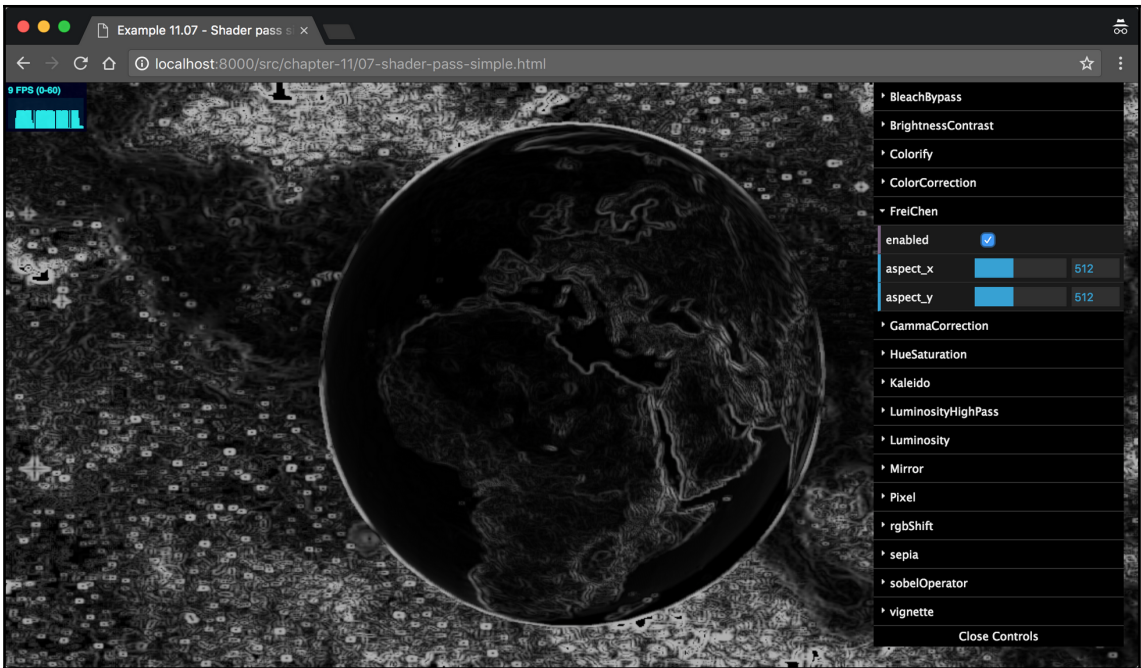 Example 11.07 - Shader pass s
localhost:8000/src/chapter-11/07-shader-pass-simple.html
9 FPS (0-60)
BleachBypass
BrightnessContrast
Colorify
ColorCorrection
FreiChen
enabled
aspect_x 512
aspect_y 512
GammaCorrection
HueSaturation
Kaleido
LuminosityHighPass
Luminosity
Mirror
Pixel
rgbShift
sepia
sobelOperator
vignette
Close Controls